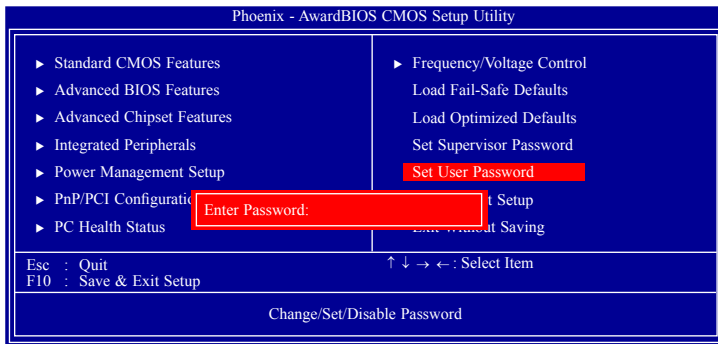 Phoenix - AwardBIOS CMOS Setup Utility
▶ Standard CMOS Features
▶ Advanced BIOS Features
▶ Advanced Chipset Features
▶ Integrated Peripherals
▶ Power Management Setup
▶ PnP/PCI
▶ PC Health Status
▶ Frequency/Voltage Control
Load Fail-Safe Defaults
Load Optimized Defaults
Set Supervisor Password
Set User Password
Setup
Saving
Enter Password:
Esc : Quit
F10 : Save & Exit Setup
↑ ↓ → ← : Select Item
Change/Set/Disable Password